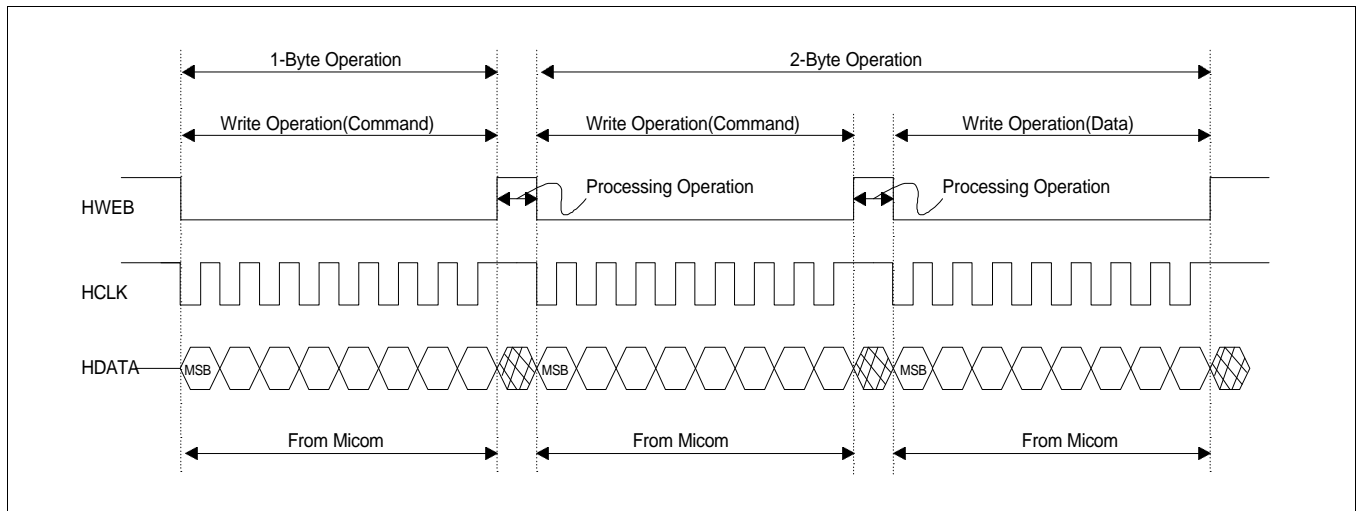 1-Byte Operation
2-Byte Operation
Write Operation(Command)
Write Operation(Command)
Write Operation(Data)
Processing Operation
Processing Operation
HWEB
HCLK
HDATA
MSB
MSB
MSB
From Micom
From Micom
From Micom